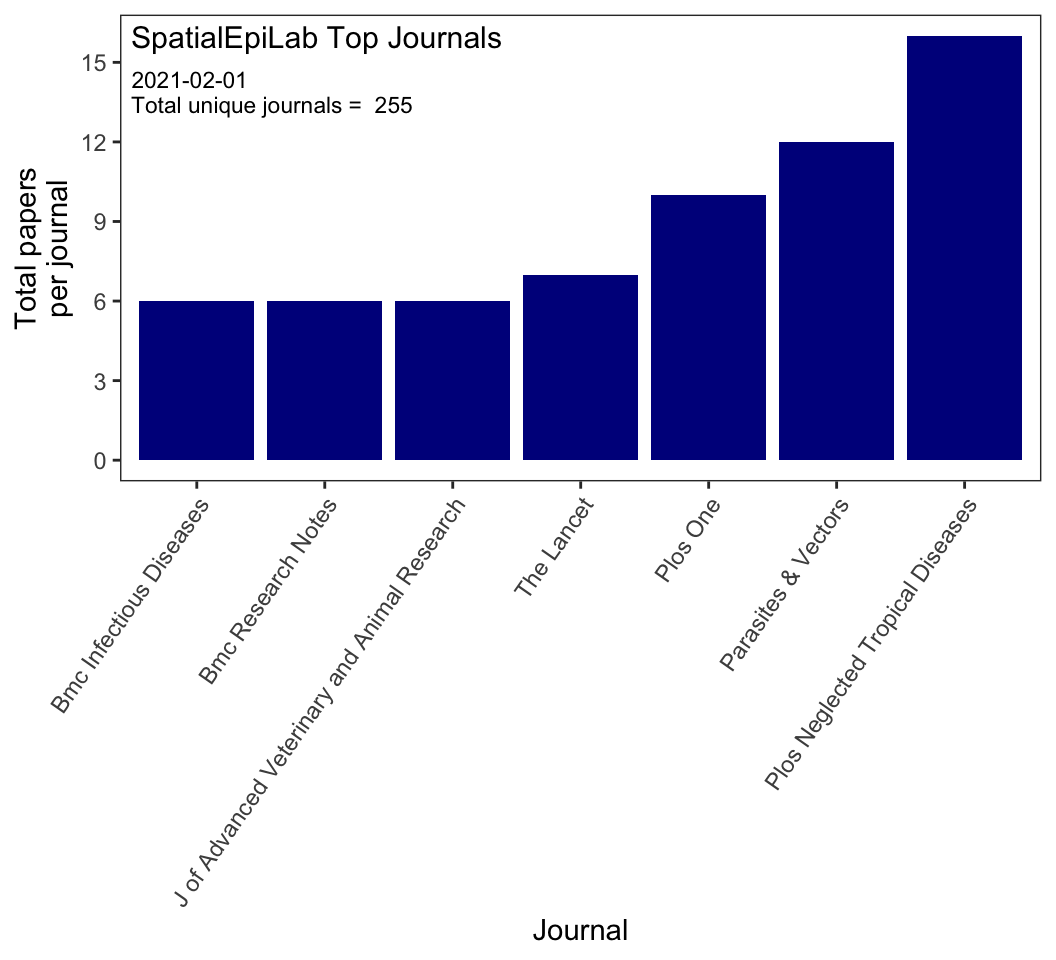 SpatialEpiLab Top Journals
2021-02-01
Total unique journals =  255
Total papers
per journal
15
12
9
6
3
0
Bmc Infectious Diseases
Bmc Research Notes
J of Advanced Veterinary and Animal Research
The Lancet
Plos One
Parasites & Vectors
Plos Neglected Tropical Diseases
Journal